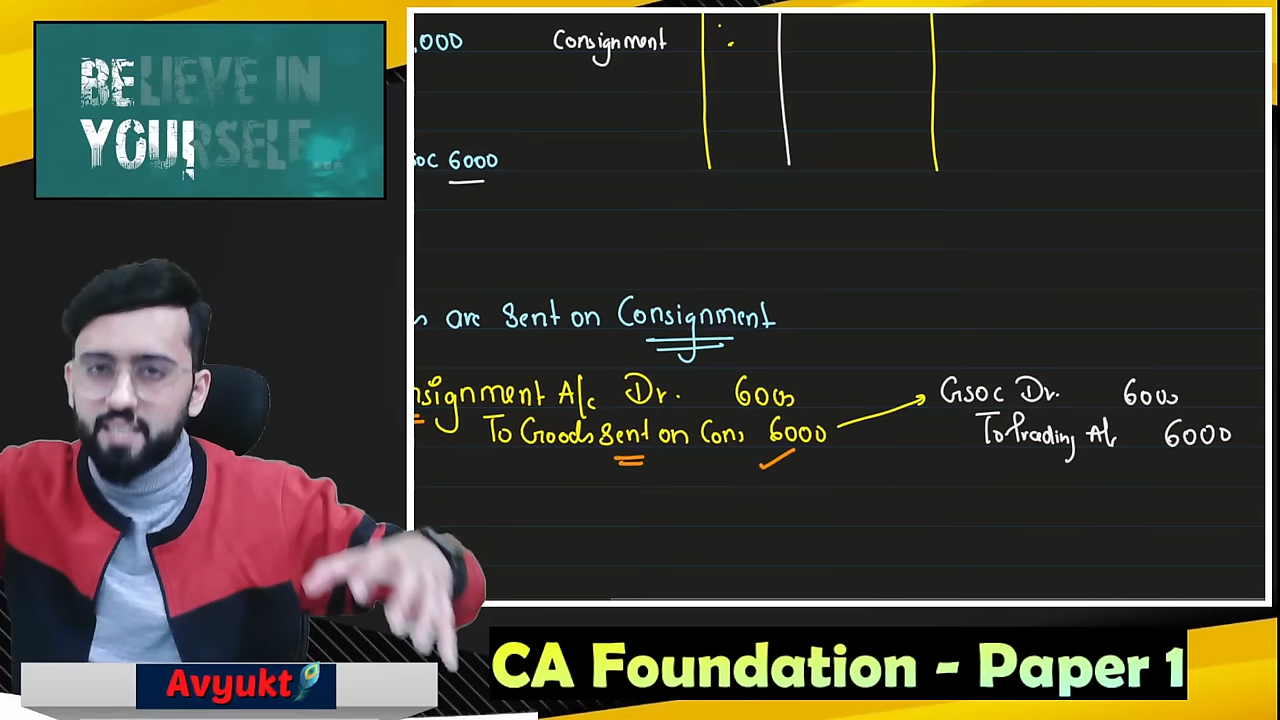 BELIEVE IN
YOURSELF...
,000
Consignment
soc 6000
are Sent on Consignment
nsignment A/c Dr. 6000
To Goods Sent on Cons 6000
GSOC Dr. 6000
To Trading A/c 6000
Avyukt
CA Foundation - Paper 1